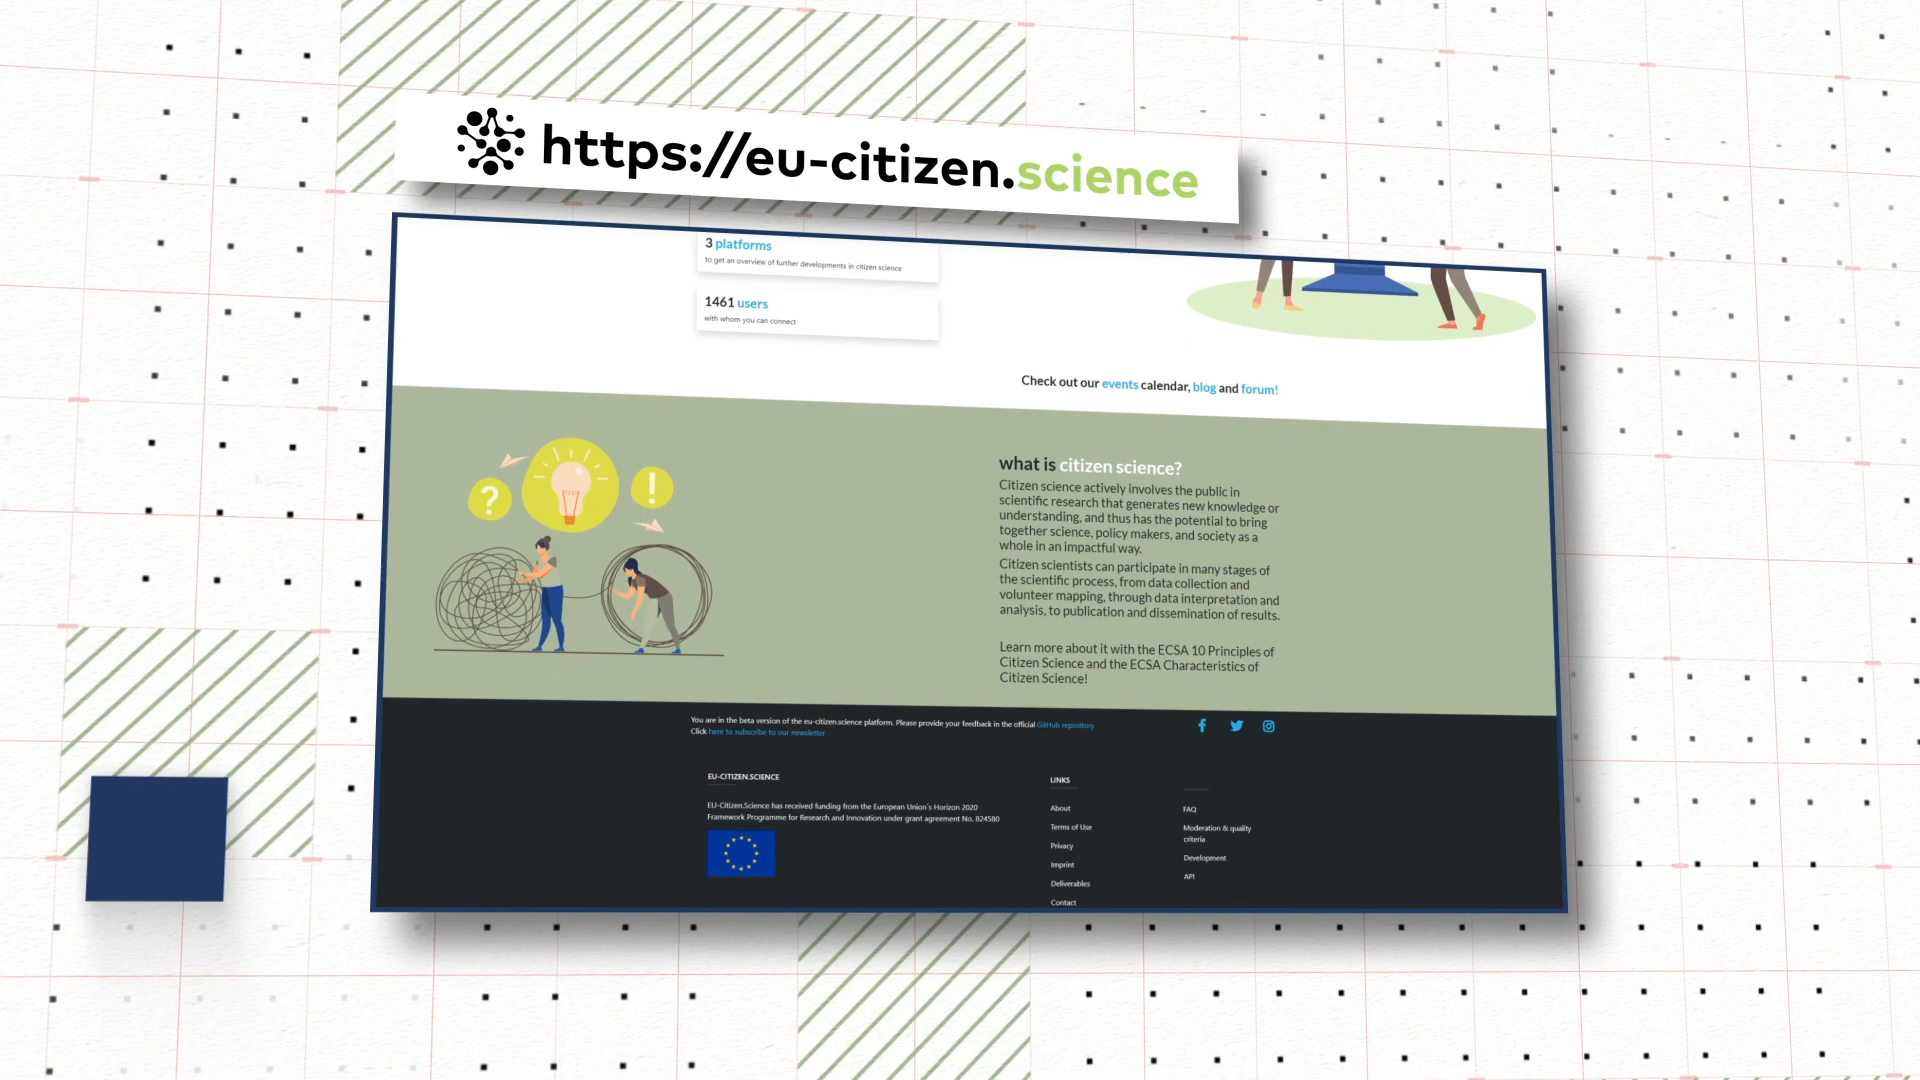 https://eu-citizen.science
3 platforms
to get an overview of further developments in citizen science
1461 users
with whom you can connect
Check out our events calendar, blog and forum!
?
!
what is citizen science?
Citizen science actively involves the public in
scientific research that generates new knowledge or
understanding, and thus has the potential to bring
together science, policy makers, and society as a
whole in an impactful way.
Citizen scientists can participate in many stages of
the scientific process, from data collection and
volunteer mapping, through data interpretation and
analysis, to publication and dissemination of results.
Learn more about it with the ECSA 10 Principles of
Citizen Science and the ECSA Characteristics of
Citizen Science!
You are in the beta version of the eu-citizen.science platform. Please provide your feedback in the official GitHub repository
Click here to subscribe to our newsletter
EU-CITIZEN.SCIENCE
EU-Citizen.Science has received funding from the European Union's Horizon 2020
Framework Programme for Research and Innovation under grant agreement No. 824580
LINKS
About
Terms of Use
Privacy
Imprint
Deliverables
Contact
FAQ
Moderation & quality
criteria
Development
API